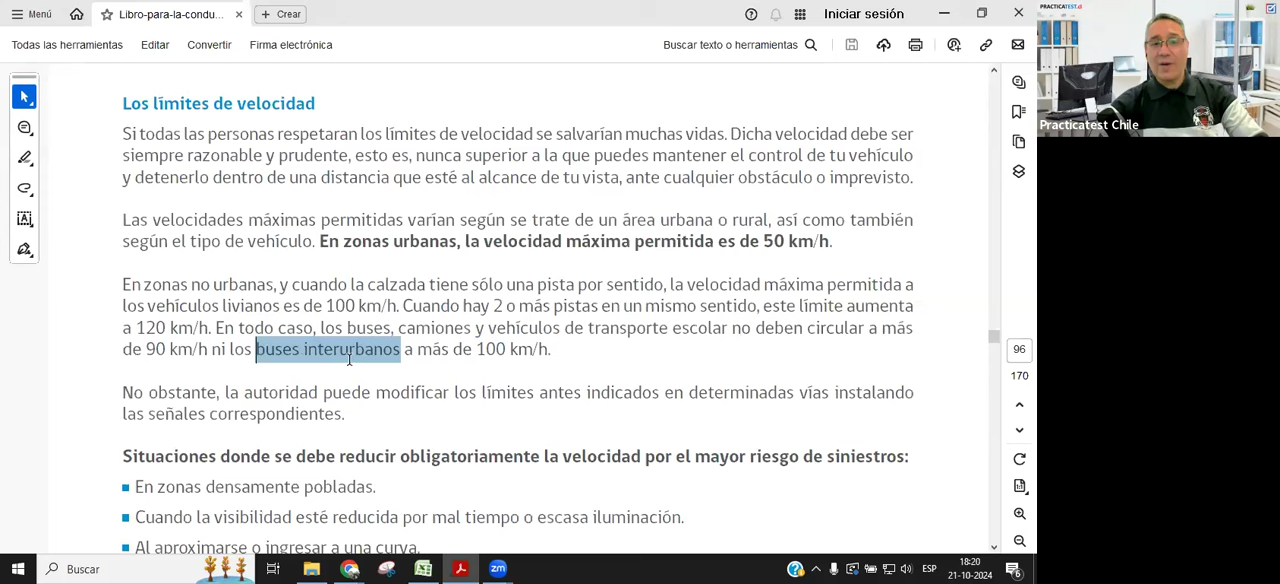 Menú
Libro-para-la-condu...
Crear
Iniciar sesión
Todas las herramientas
Editar
Convertir
Firma electrónica
Buscar texto o herramientas
PRACTICATEST.cl
Practicatest Chile
Los límites de velocidad
Si todas las personas respetaran los límites de velocidad se salvarían muchas vidas. Dicha velocidad debe ser
siempre razonable y prudente, esto es, nunca superior a la que puedes mantener el control de tu vehículo
y detenerlo dentro de una distancia que esté al alcance de tu vista, ante cualquier obstáculo o imprevisto.
Las velocidades máximas permitidas varían según se trate de un área urbana o rural, así como también
según el tipo de vehículo. En zonas urbanas, la velocidad máxima permitida es de 50 km/h.
En zonas no urbanas, y cuando la calzada tiene sólo una pista por sentido, la velocidad máxima permitida a
los vehículos livianos es de 100 km/h. Cuando hay 2 o más pistas en un mismo sentido, este límite aumenta
a 120 km/h. En todo caso, los buses, camiones y vehículos de transporte escolar no deben circular a más
de 90 km/h ni los buses interurbanos a más de 100 km/h.
No obstante, la autoridad puede modificar los límites antes indicados en determinadas vías instalando
las señales correspondientes.
Situaciones donde se debe reducir obligatoriamente la velocidad por el mayor riesgo de siniestros:
En zonas densamente pobladas.
Cuando la visibilidad esté reducida por mal tiempo o escasa iluminación.
Al aproximarse o ingresar a una curva.
96
170
Buscar
ESP
18:20
21-10-2024
6